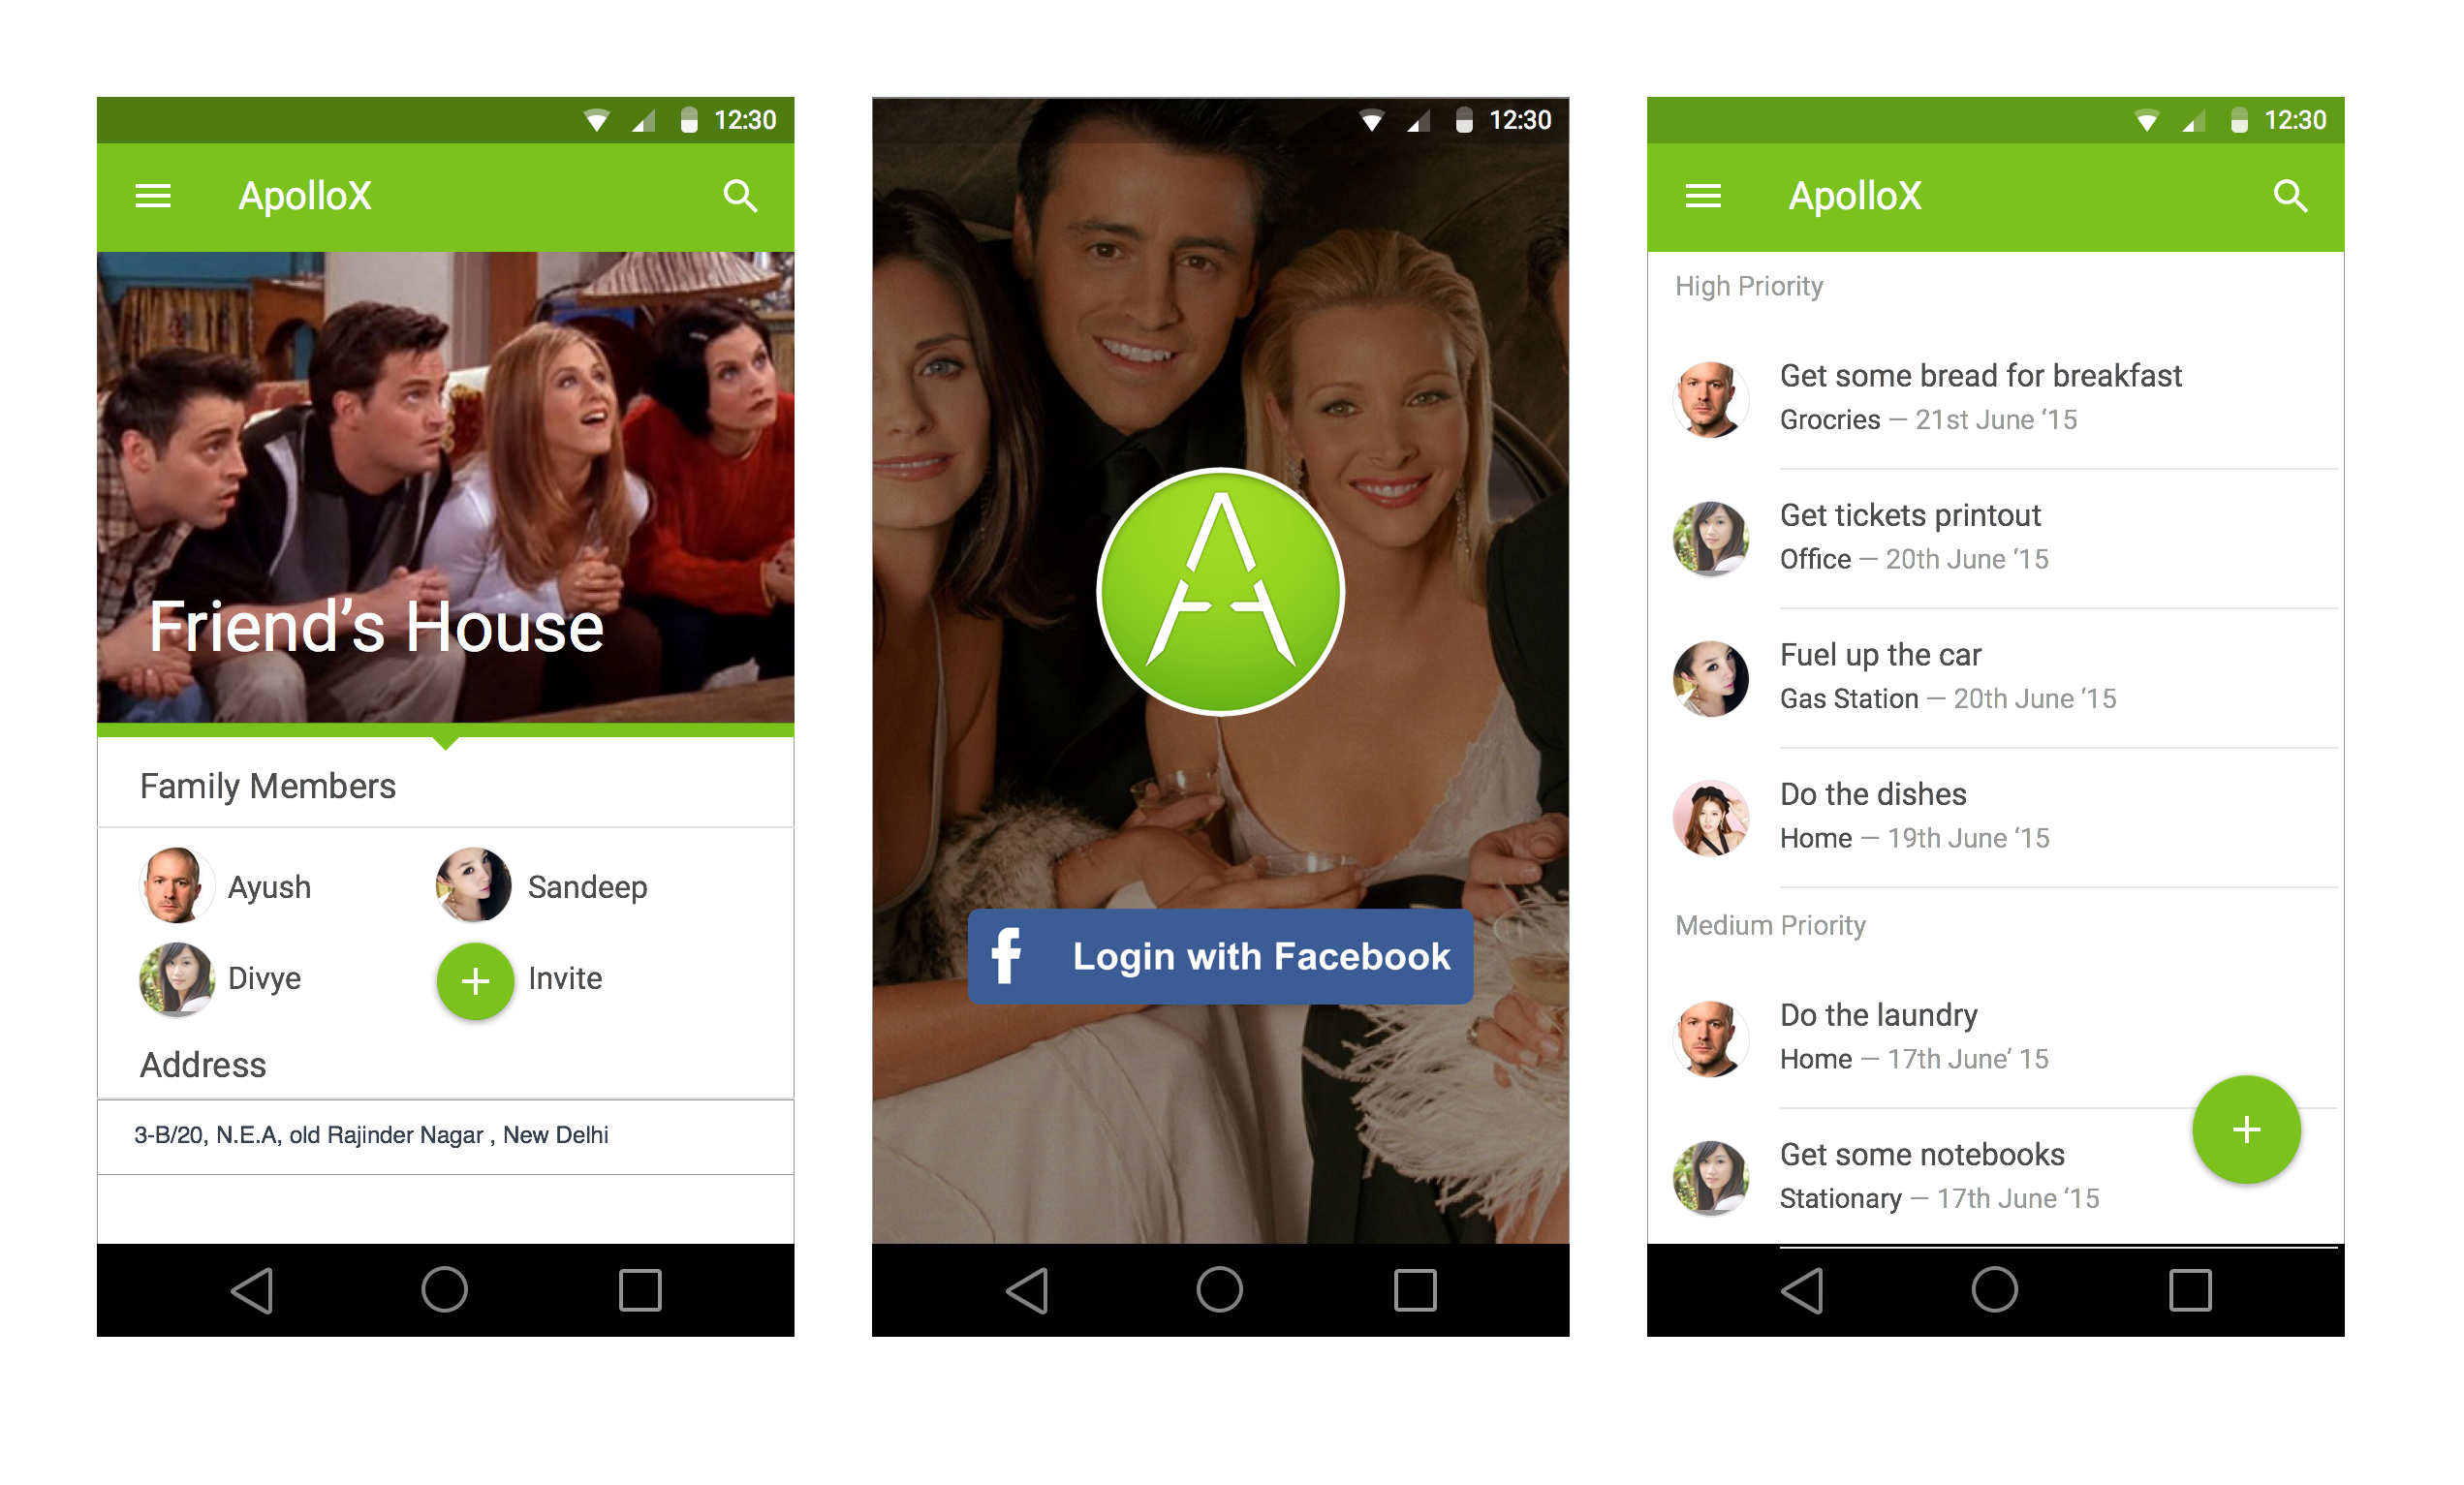 12:30
ApolloX
Friend’s House
Family Members
Ayush
Sandeep
Divye
Invite
Address
3-B/20, N.E.A, old Rajinder Nagar , New Delhi
12:30
A
Login with Facebook
12:30
ApolloX
High Priority
Get some bread for breakfast
Grocries — 21st June ‘15
Get tickets printout
Office — 20th June ‘15
Fuel up the car
Gas Station — 20th June ‘15
Do the dishes
Home — 19th June ‘15
Medium Priority
Do the laundry
Home — 17th June’ 15
Get some notebooks
Stationary — 17th June ‘15